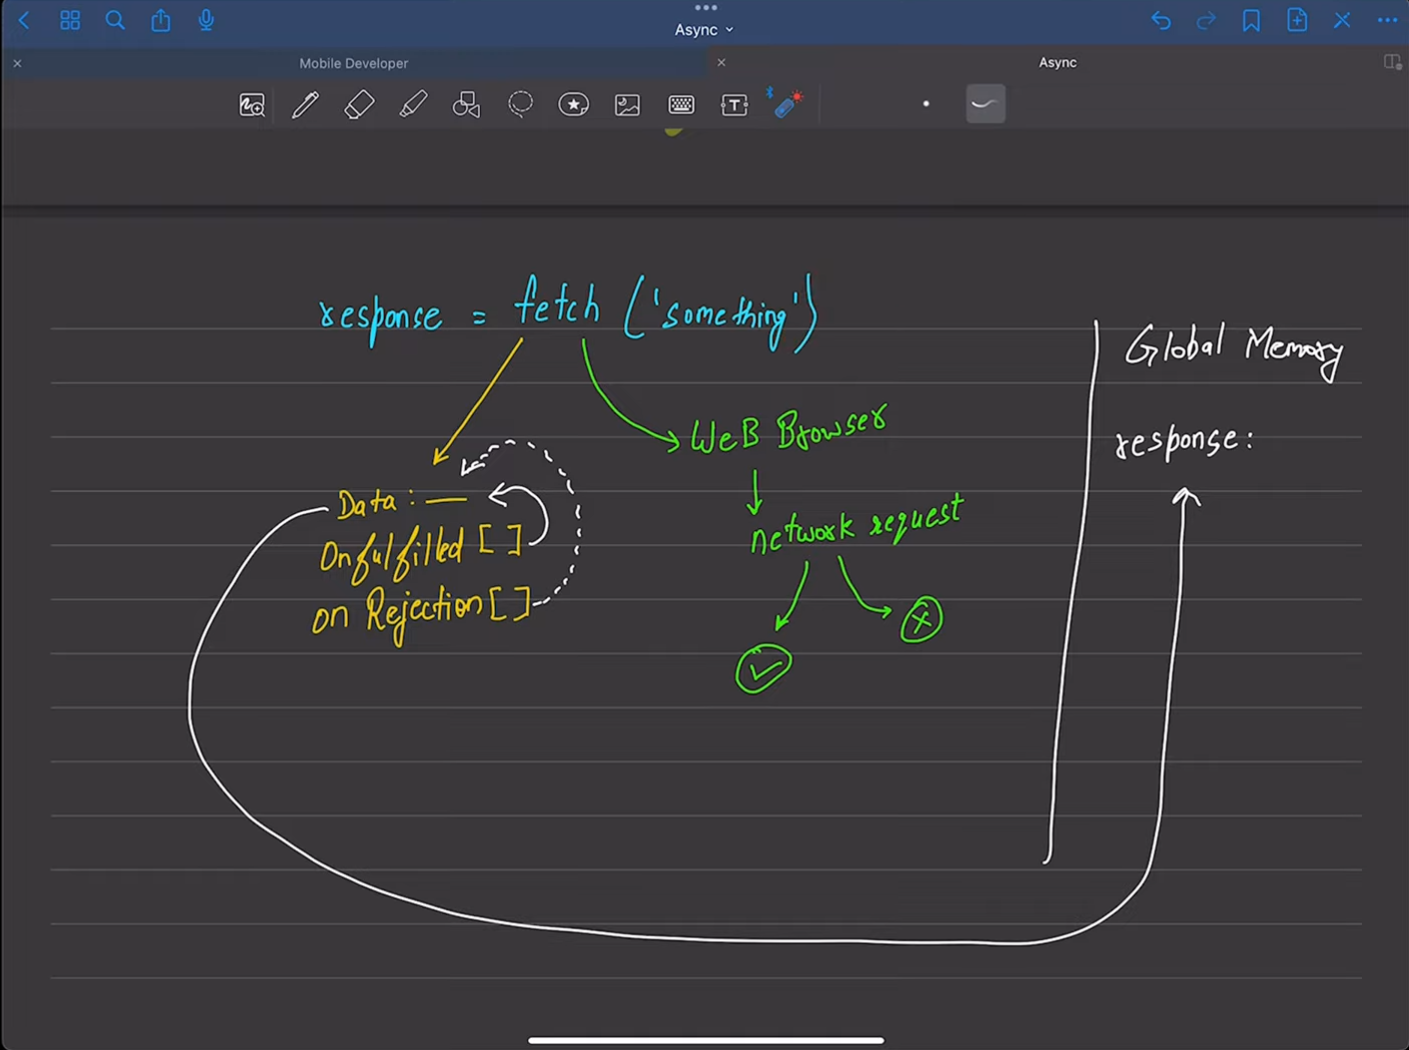 Async
Mobile Developer
Async
T
response = fetch ('something')
Global Memory
response:
Web Browser
network request
Data : —
Onfulfilled [ ]
on Rejection [ ]